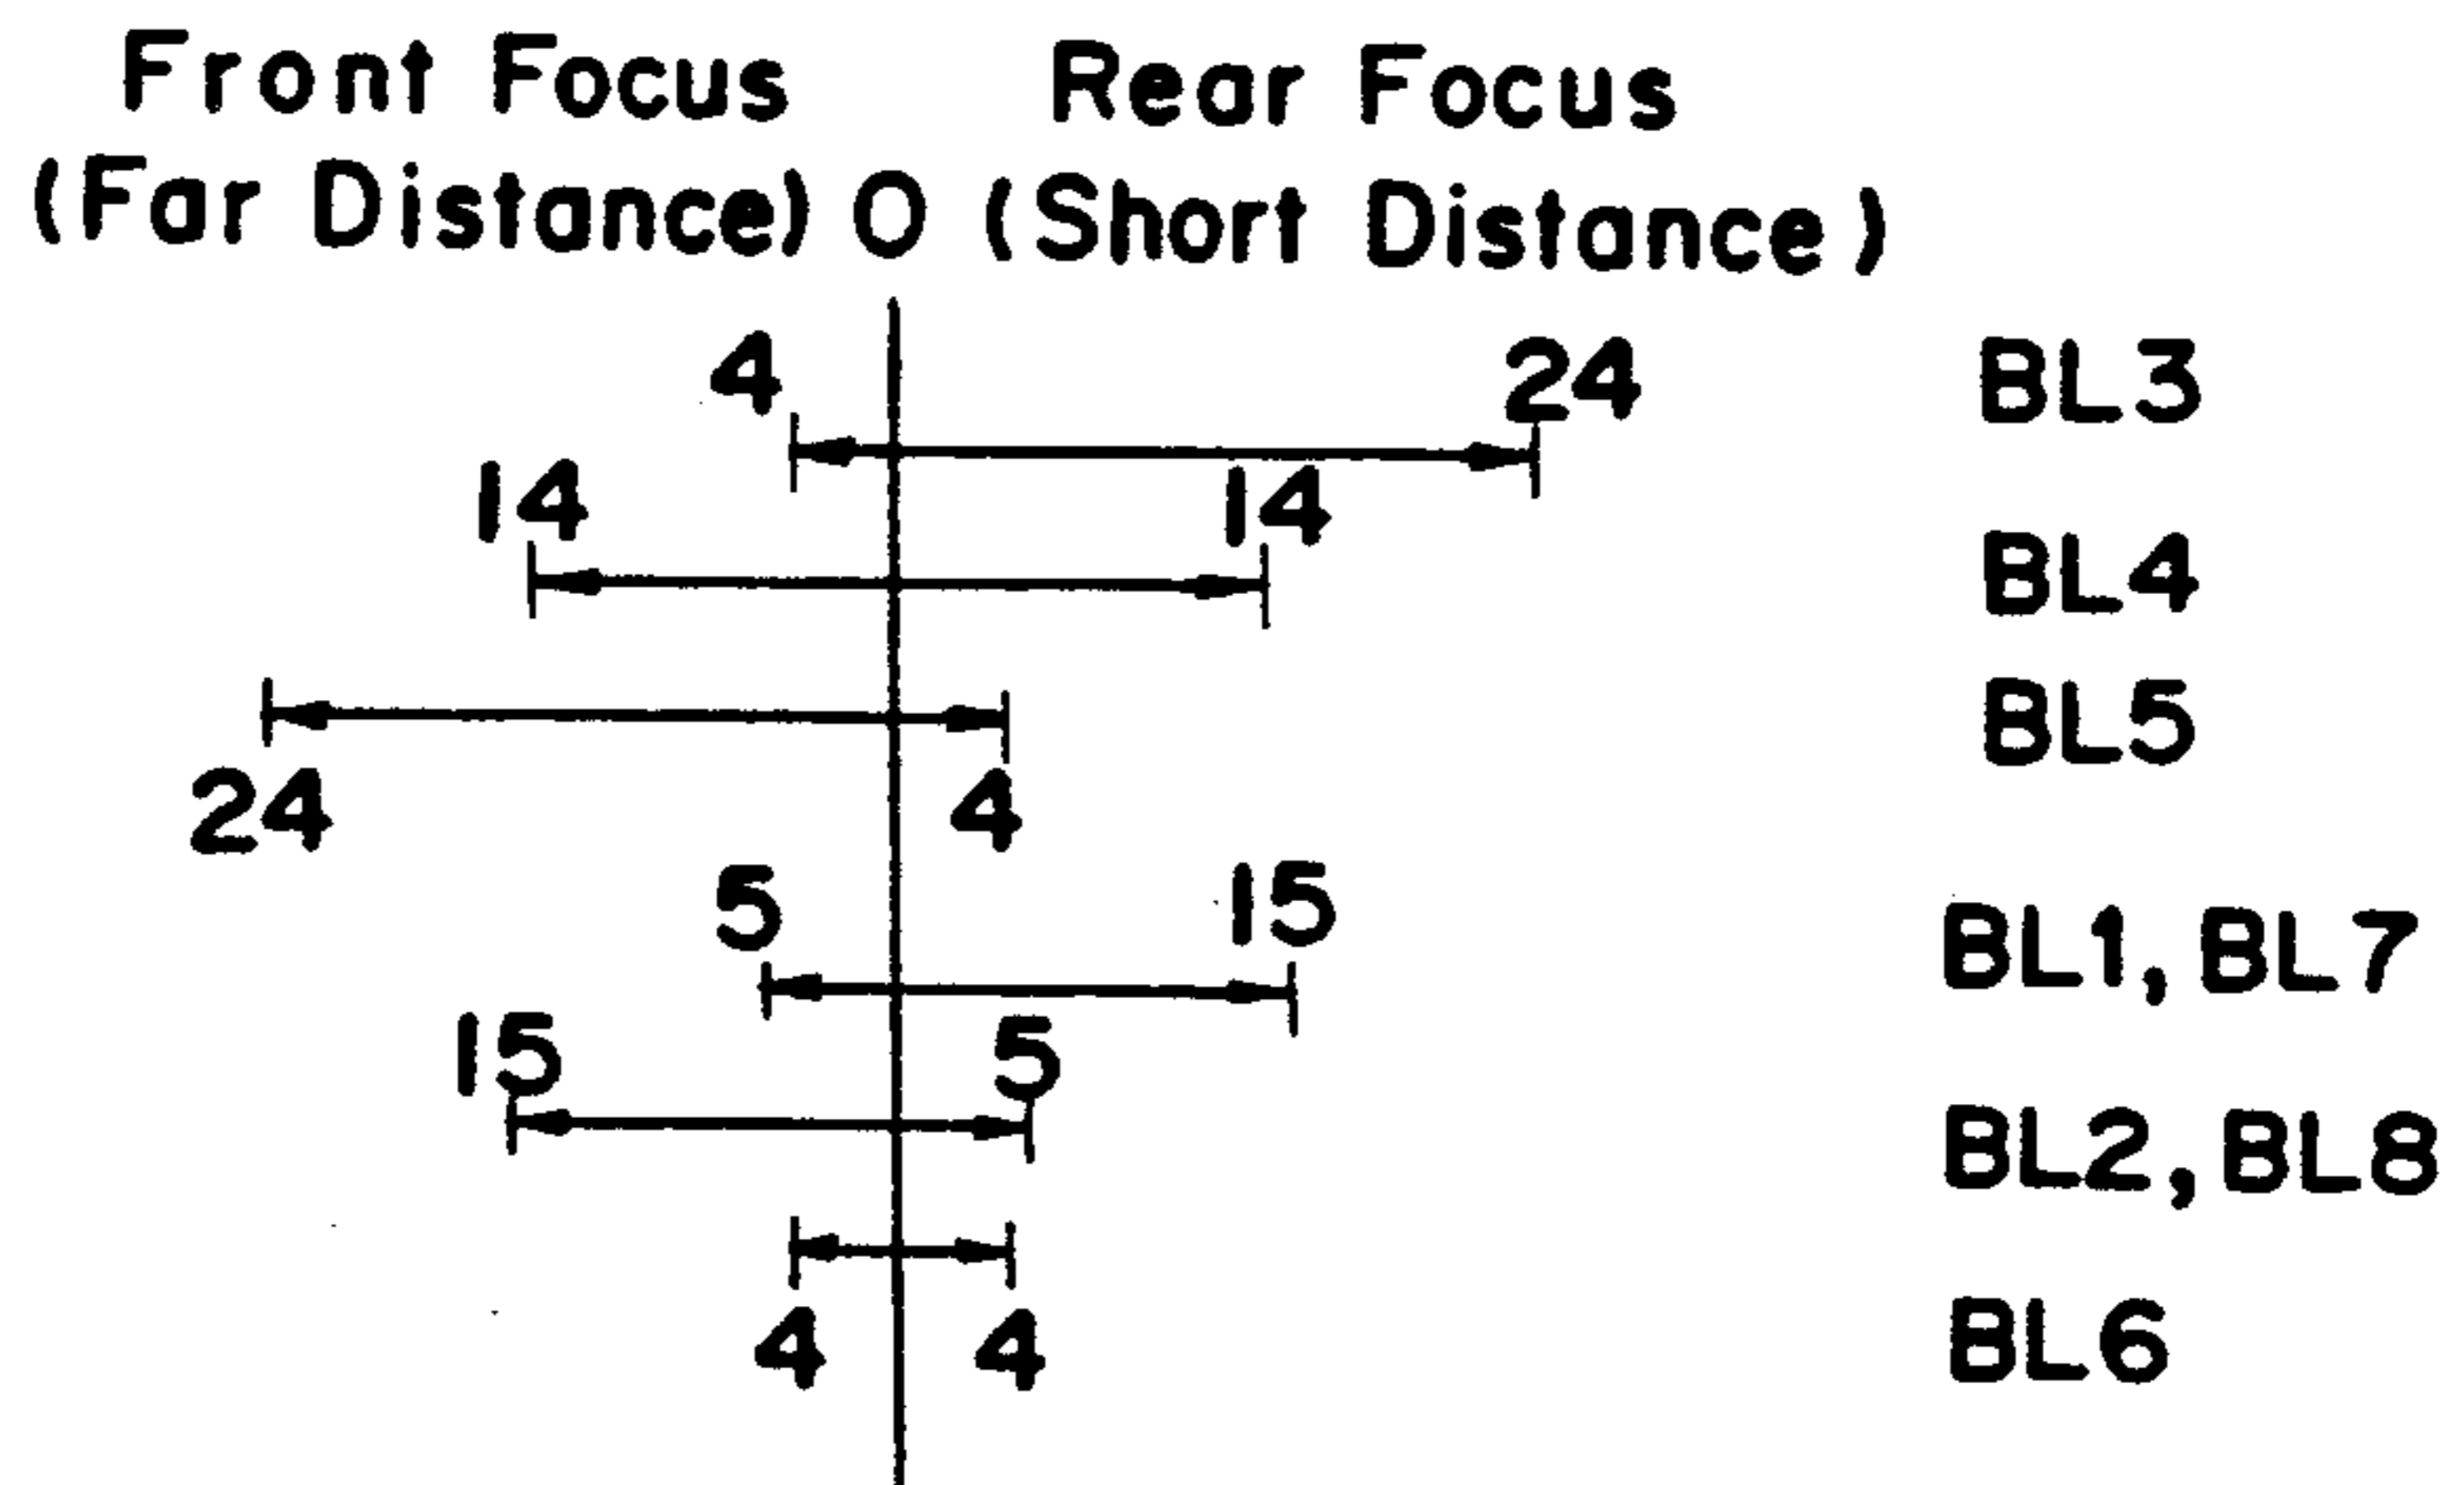 Front Focus Rear Focus
(Far Distance) O (Short Distance)
4 24 BL3
14 14 BL4
BL5
24 4
5 15 BL1, BL7
15 5 BL2, BL8
4 4 BL6